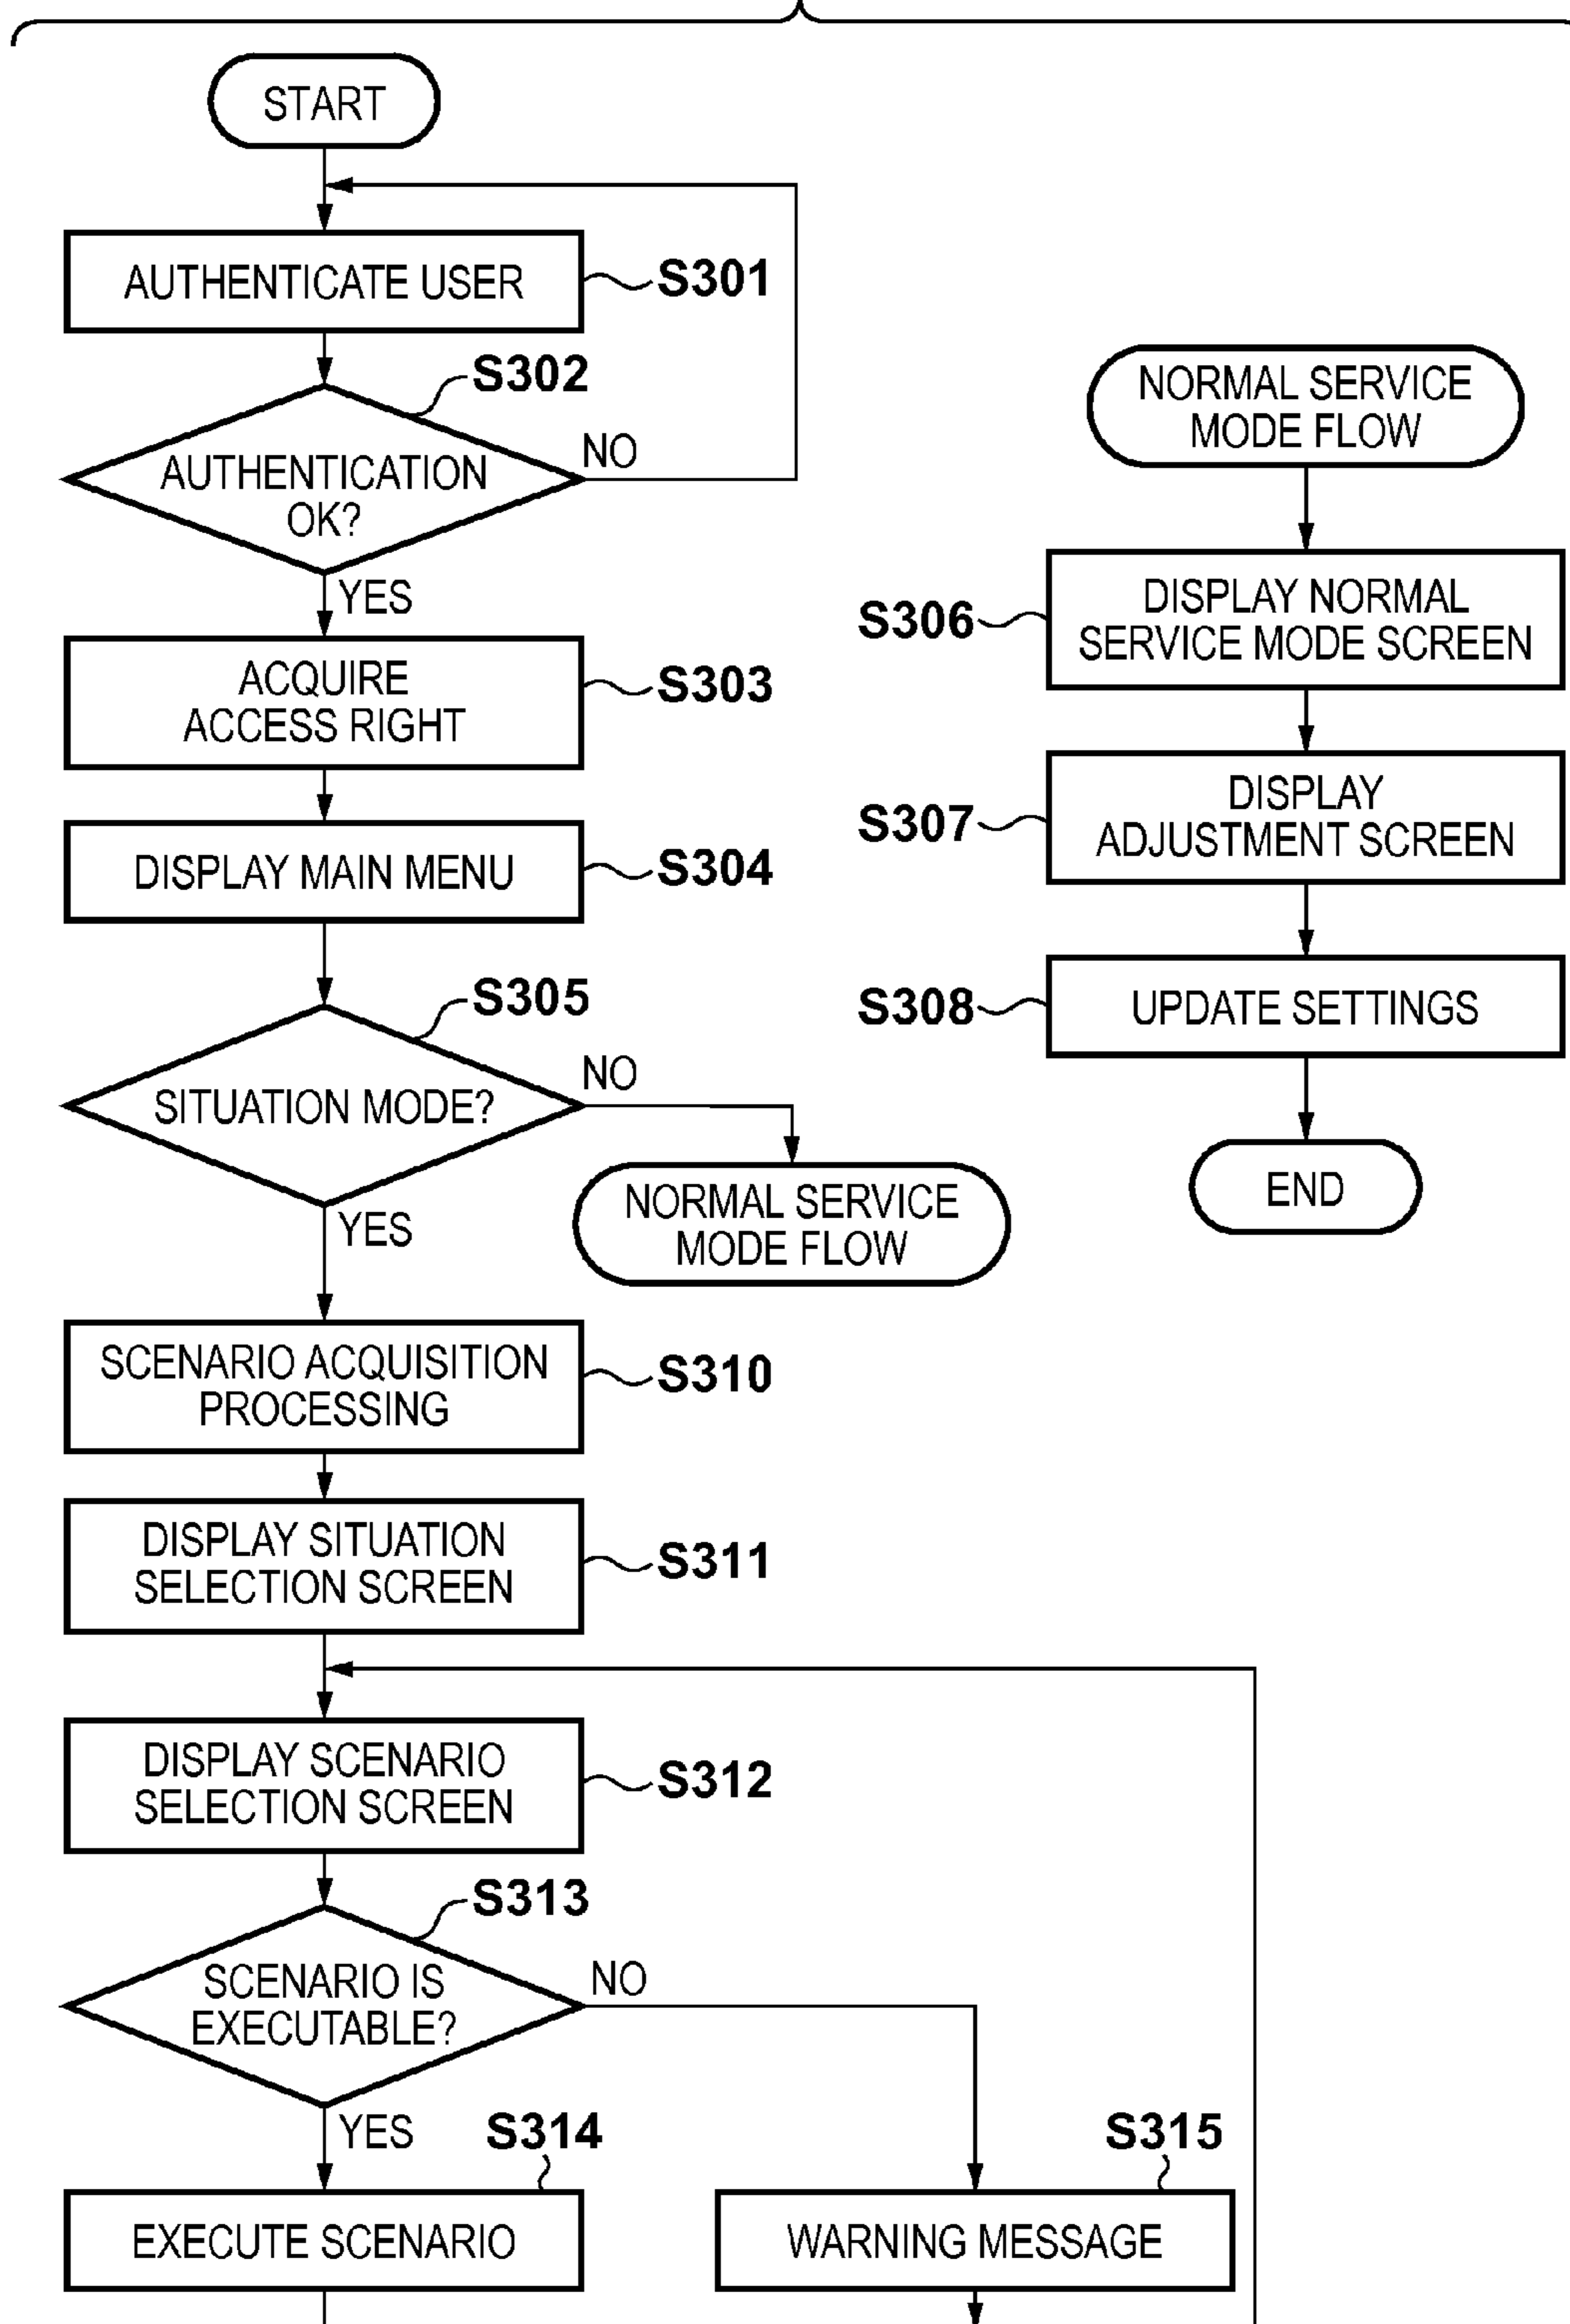 START
AUTHENTICATE USER
S301
S302
AUTHENTICATION
OK?
NO
YES
ACQUIRE
ACCESS RIGHT
S303
DISPLAY MAIN MENU
S304
S305
SITUATION MODE?
NO
NORMAL SERVICE
MODE FLOW
YES
SCENARIO ACQUISITION
PROCESSING
S310
DISPLAY SITUATION
SELECTION SCREEN
S311
DISPLAY SCENARIO
SELECTION SCREEN
S312
S313
SCENARIO IS
EXECUTABLE?
NO
YES
S314
EXECUTE SCENARIO
S315
WARNING MESSAGE
NORMAL SERVICE
MODE FLOW
S306
DISPLAY NORMAL
SERVICE MODE SCREEN
S307
DISPLAY
ADJUSTMENT SCREEN
S308
UPDATE SETTINGS
END